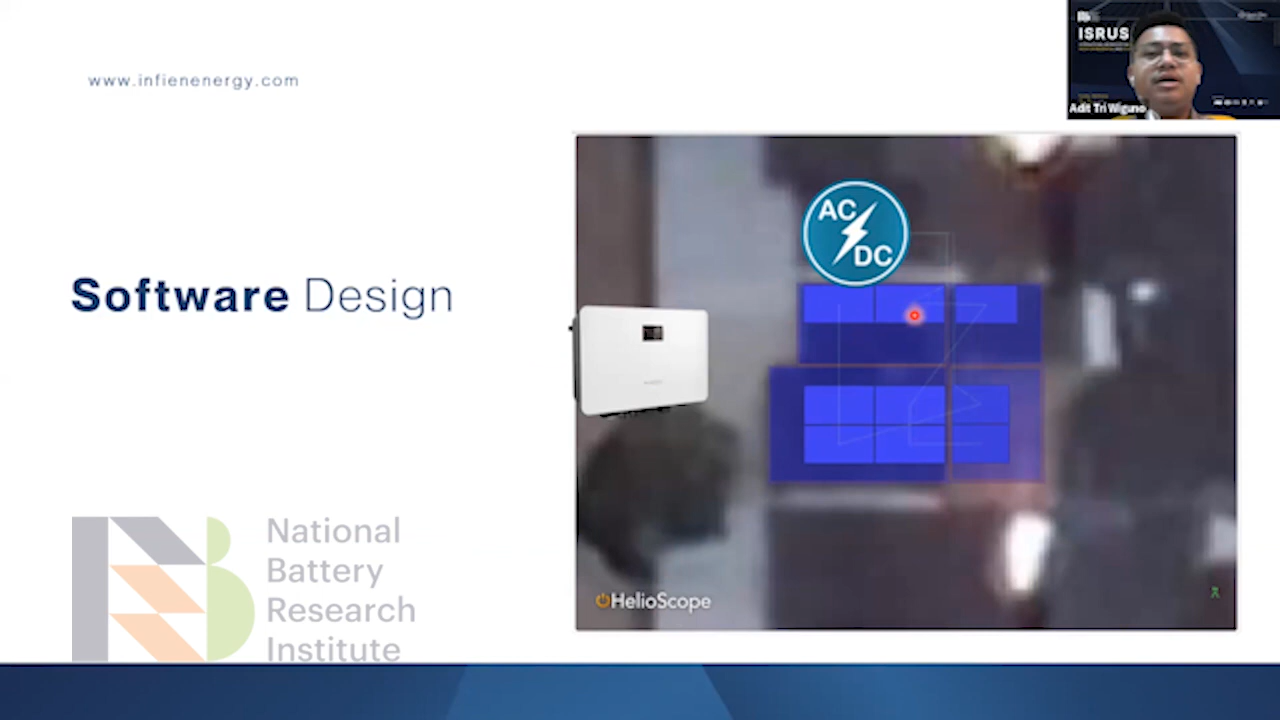 www.infienenergy.com
ISRUS
Adit Tri Wiguno
AC
DC
Software Design
HelioScope
National
Battery
Research
Institute